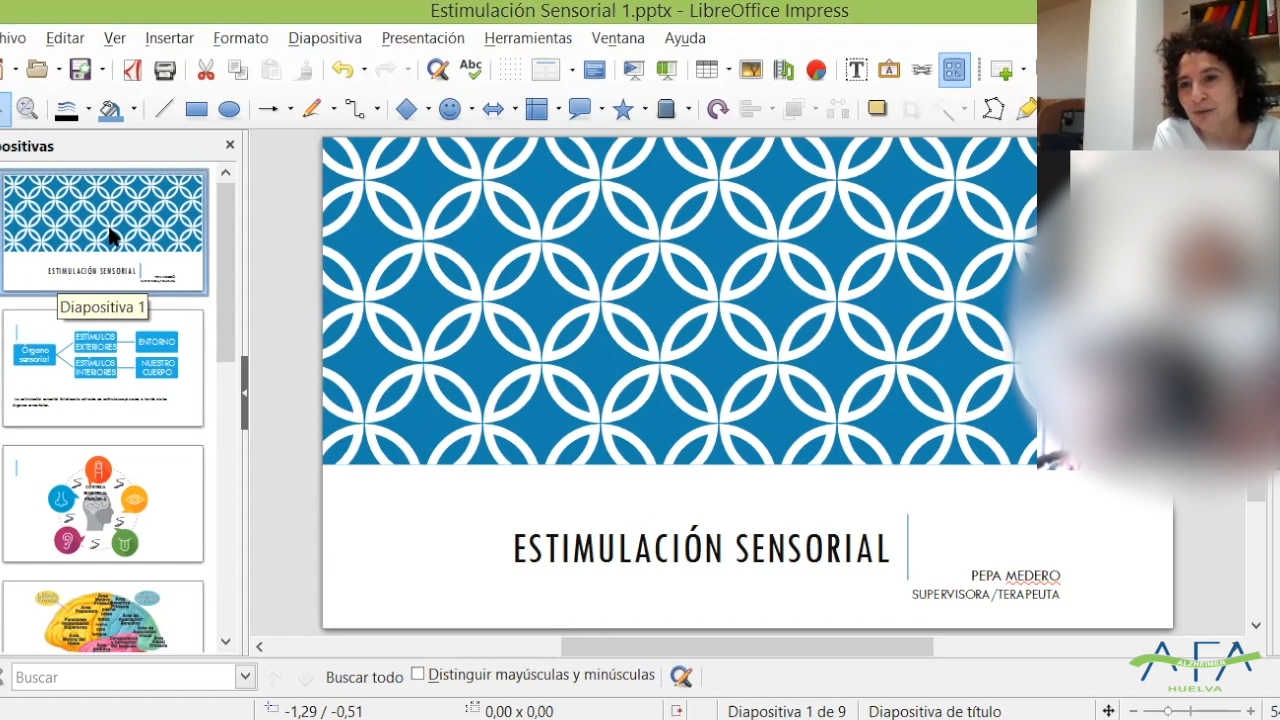 Estimulación Sensorial 1.pptx - LibreOffice Impress
hivo Editar Ver Insertar Formato Diapositiva Presentación Herramientas Ventana Ayuda
Abc
positivas
ESTIMULACIÓN SENSORIAL
Diapositiva 1
Órgano sensorial
ESTÍMULOS EXTERIORES
ENTORNO
ESTÍMULOS INTERIORES
NUESTRO CUERPO
ESTIMULACIÓN SENSORIAL
PEPA MEDERO
SUPERVISORA/TERAPEUTA
AFA
ALZHEIMER
HUELVA
Buscar
Buscar todo
Distinguir mayúsculas y minúsculas
-1,29 / -0,51
0,00 x 0,00
Diapositiva 1 de 9
Diapositiva de título